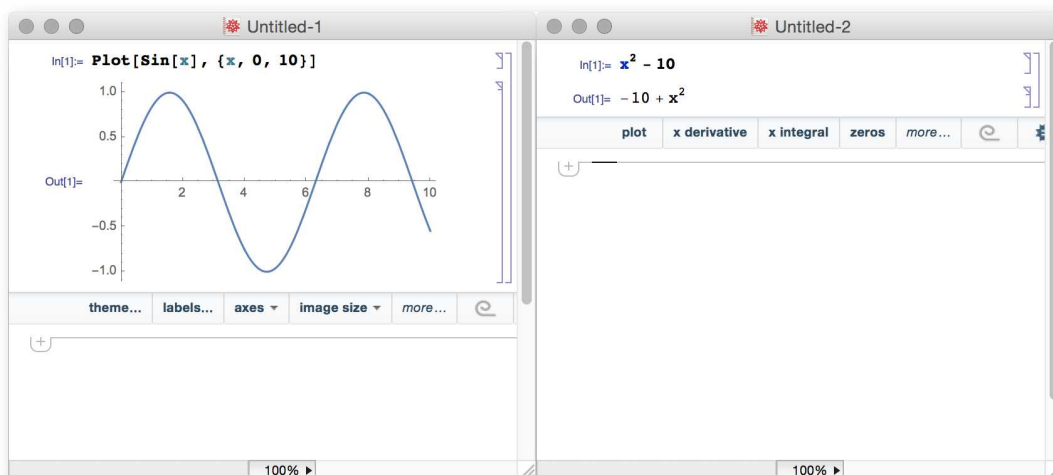 Untitled-1
In[1]:= Plot[Sin[x], {x, 0, 10}]
1.0
0.5
Out[1]=
2 4 6 8 10
-0.5
-1.0
theme... labels... axes image size more...
+
100%
Untitled-2
In[1]:= x² - 10
Out[1]= -10 + x²
plot x derivative x integral zeros more...
+
100%